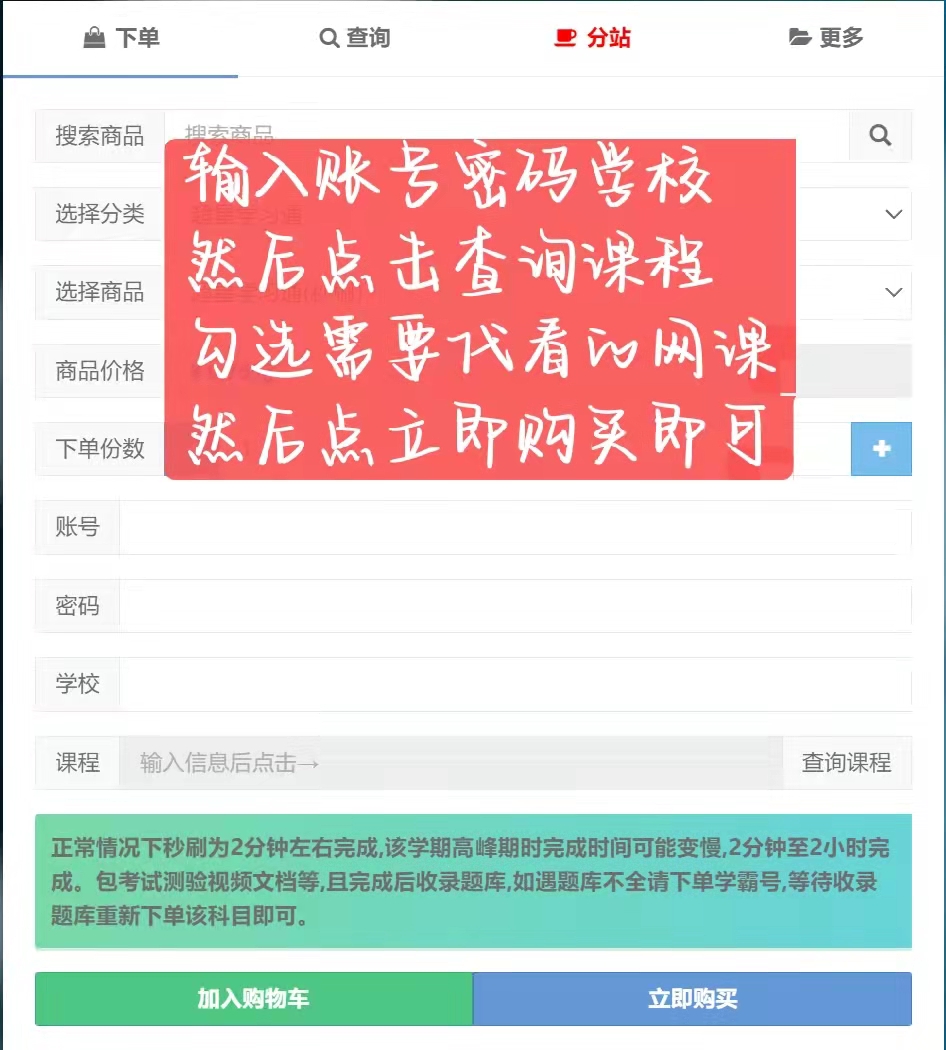 下单
查询
分站
更多
搜索商品
搜索商品
输入账号密码学校
选择分类
然后点击查询课程
选择商品
勾选需要代看的网课
商品价格
然后点立即购买即可
下单份数
账号
密码
学校
课程
输入信息后点击→
查询课程
正常情况下秒刷为2分钟左右完成,该学期高峰期时完成时间可能变慢,2分钟至2小时完
成。包考试测验视频文档等,且完成后收录题库,如遇题库不全请下单学霸号,等待收录
题库重新下单该科目即可。
加入购物车
立即购买